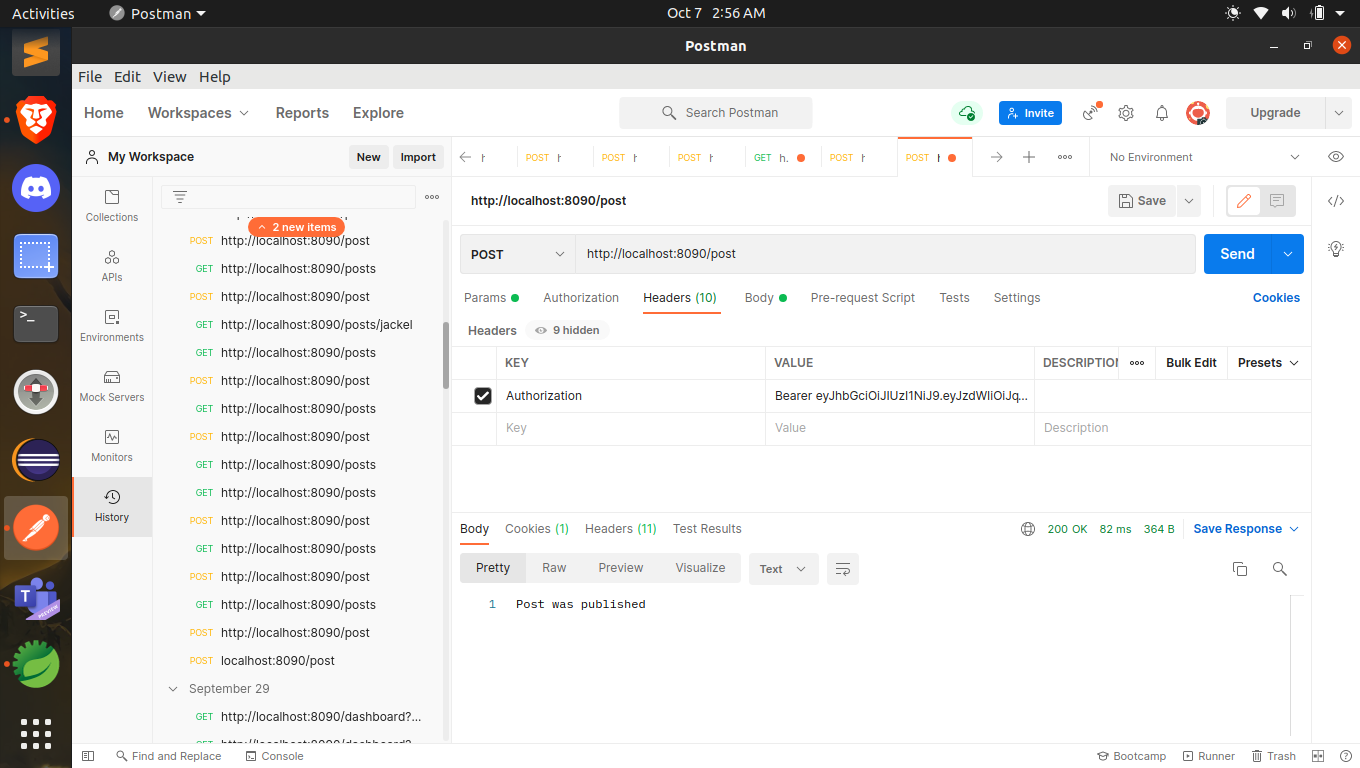 Activities Postman Oct 7 2:56 AM
Postman
File Edit View Help
Home Workspaces Reports Explore Search Postman Invite Upgrade
My Workspace New Import
POST POST POST GET h. POST POST No Environment
Collections
APIs
Environments
Mock Servers
Monitors
History
2 new items
POST http://localhost:8090/post
GET http://localhost:8090/posts
POST http://localhost:8090/post
GET http://localhost:8090/posts/jackel
GET http://localhost:8090/posts
POST http://localhost:8090/post
GET http://localhost:8090/posts
POST http://localhost:8090/post
GET http://localhost:8090/posts
GET http://localhost:8090/posts
POST http://localhost:8090/post
GET http://localhost:8090/posts
POST http://localhost:8090/post
GET http://localhost:8090/posts
POST http://localhost:8090/post
POST localhost:8090/post
September 29
GET http://localhost:8090/dashboard?...
http://localhost:8090/post Save
POST http://localhost:8090/post Send
Params Authorization Headers (10) Body Pre-request Script Tests Settings Cookies
Headers 9 hidden
KEY VALUE DESCRIPTION Bulk Edit Presets
Authorization Bearer eyJhbGciOiJIUzI1NiJ9.eyJzdWIiOiJq...
Key Value Description
Body Cookies (1) Headers (11) Test Results 200 OK 82 ms 364 B Save Response
Pretty Raw Preview Visualize Text
1 Post was published
PREVIEW
Find and Replace Console Bootcamp Runner Trash